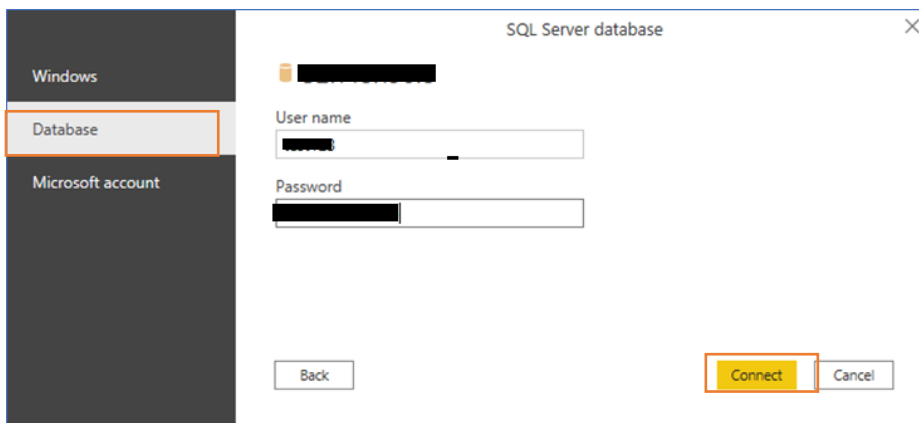 SQL Server database
Windows
Database
Microsoft account
User name
Password
Back
Connect
Cancel